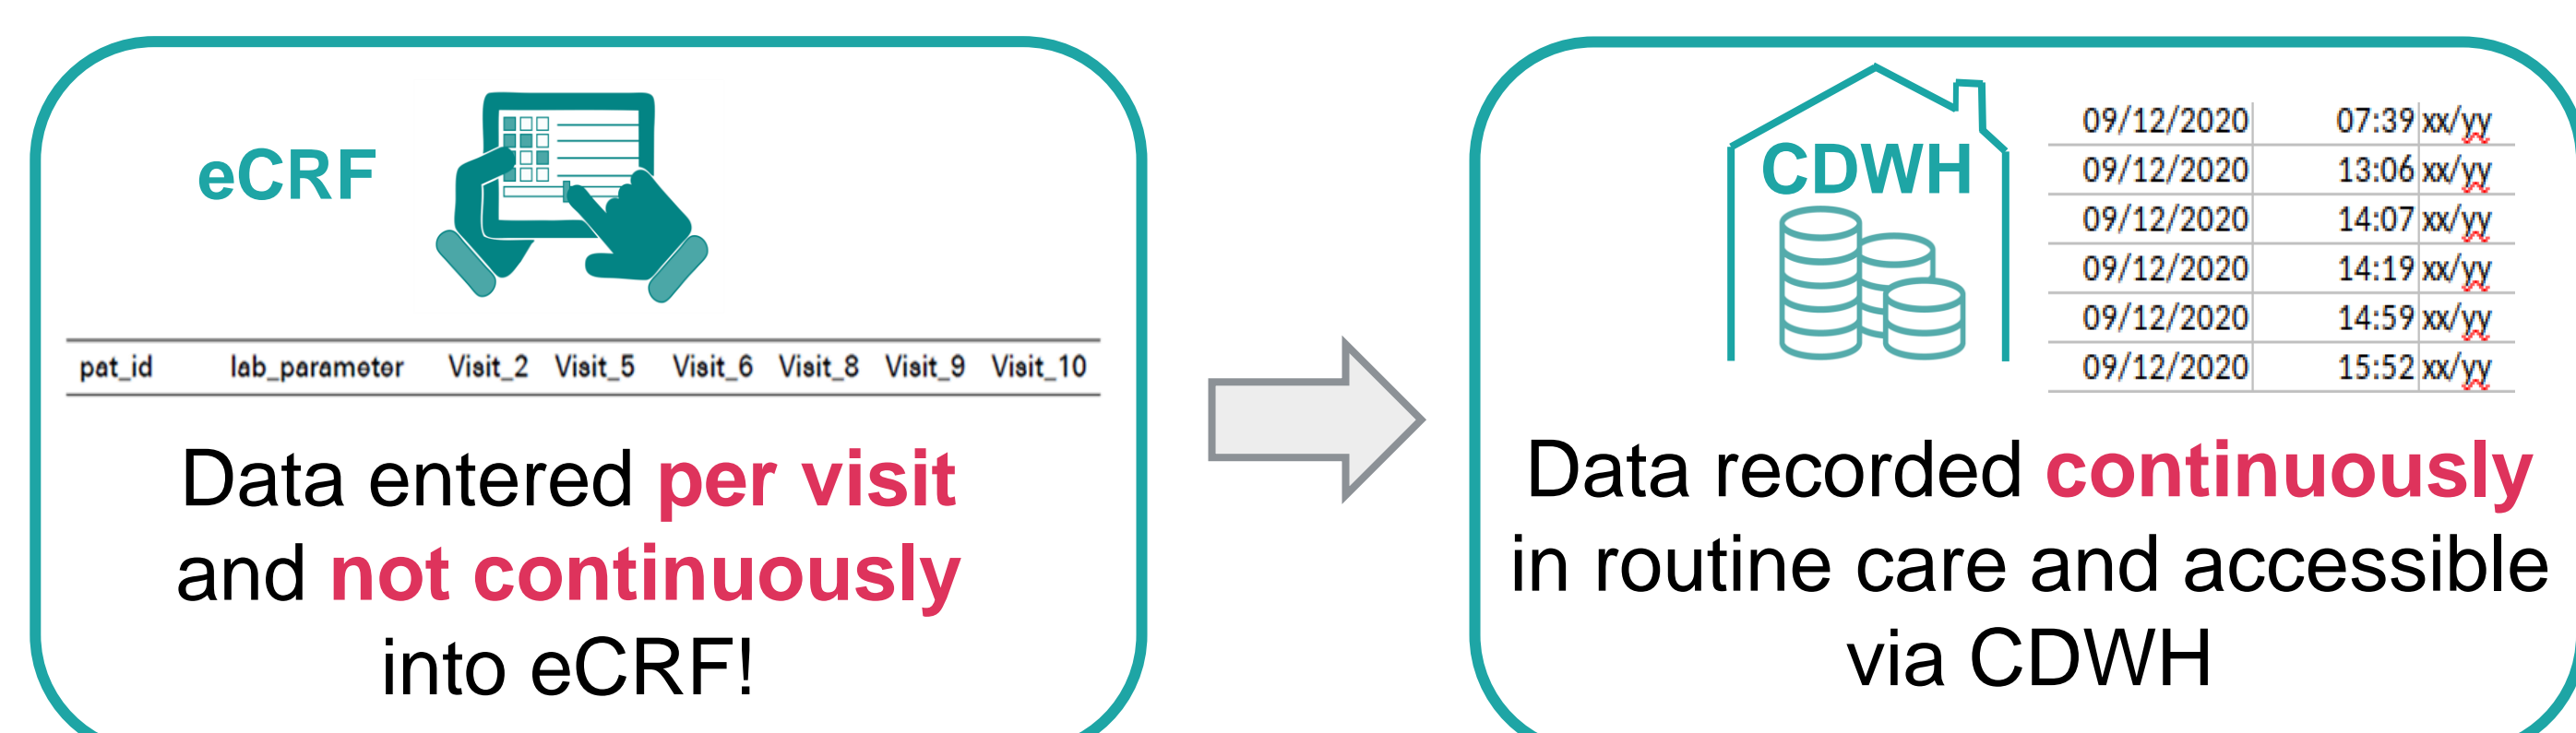 eCRF
pat_id lab_parameter Visit_2 Visit_5 Visit_6 Visit_8 Visit_9 Visit_10
Data entered per visit
and not continuously
into eCRF!
CDWH
09/12/2020 07:39 xx/yy
09/12/2020 13:06 xx/yy
09/12/2020 14:07 xx/yy
09/12/2020 14:19 xx/yy
09/12/2020 14:59 xx/yy
09/12/2020 15:52 xx/yy
Data recorded continuously
in routine care and accessible
via CDWH